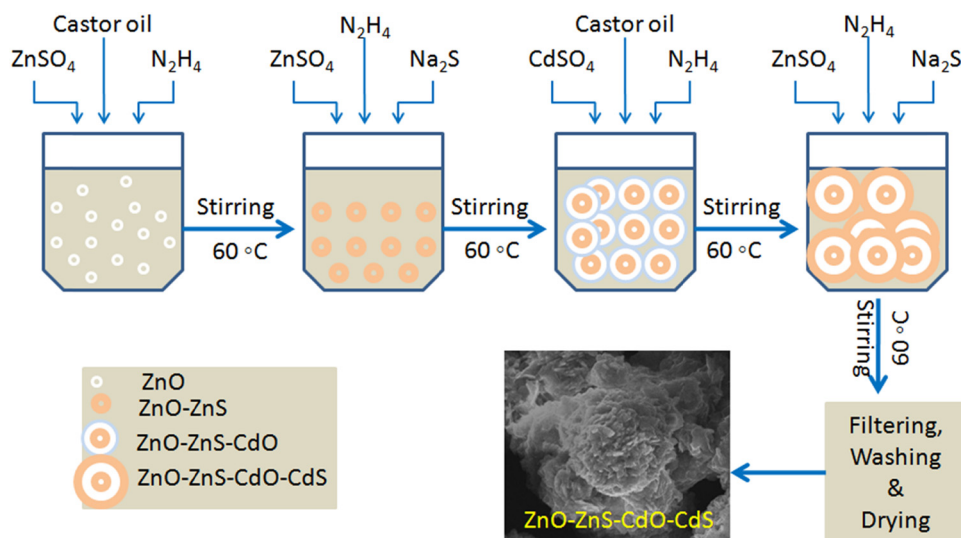 Castor oil
ZnSO₄
N₂H₄
N₂H₄
ZnSO₄
Na₂S
Castor oil
CdSO₄
N₂H₄
N₂H₄
ZnSO₄
Na₂S
Stirring
60 °C
Stirring
60 °C
Stirring
60 °C
Stirring
60 °C
ZnO
ZnO-ZnS
ZnO-ZnS-CdO
ZnO-ZnS-CdO-CdS
ZnO-ZnS-CdO-CdS
Filtering,
Washing
&
Drying